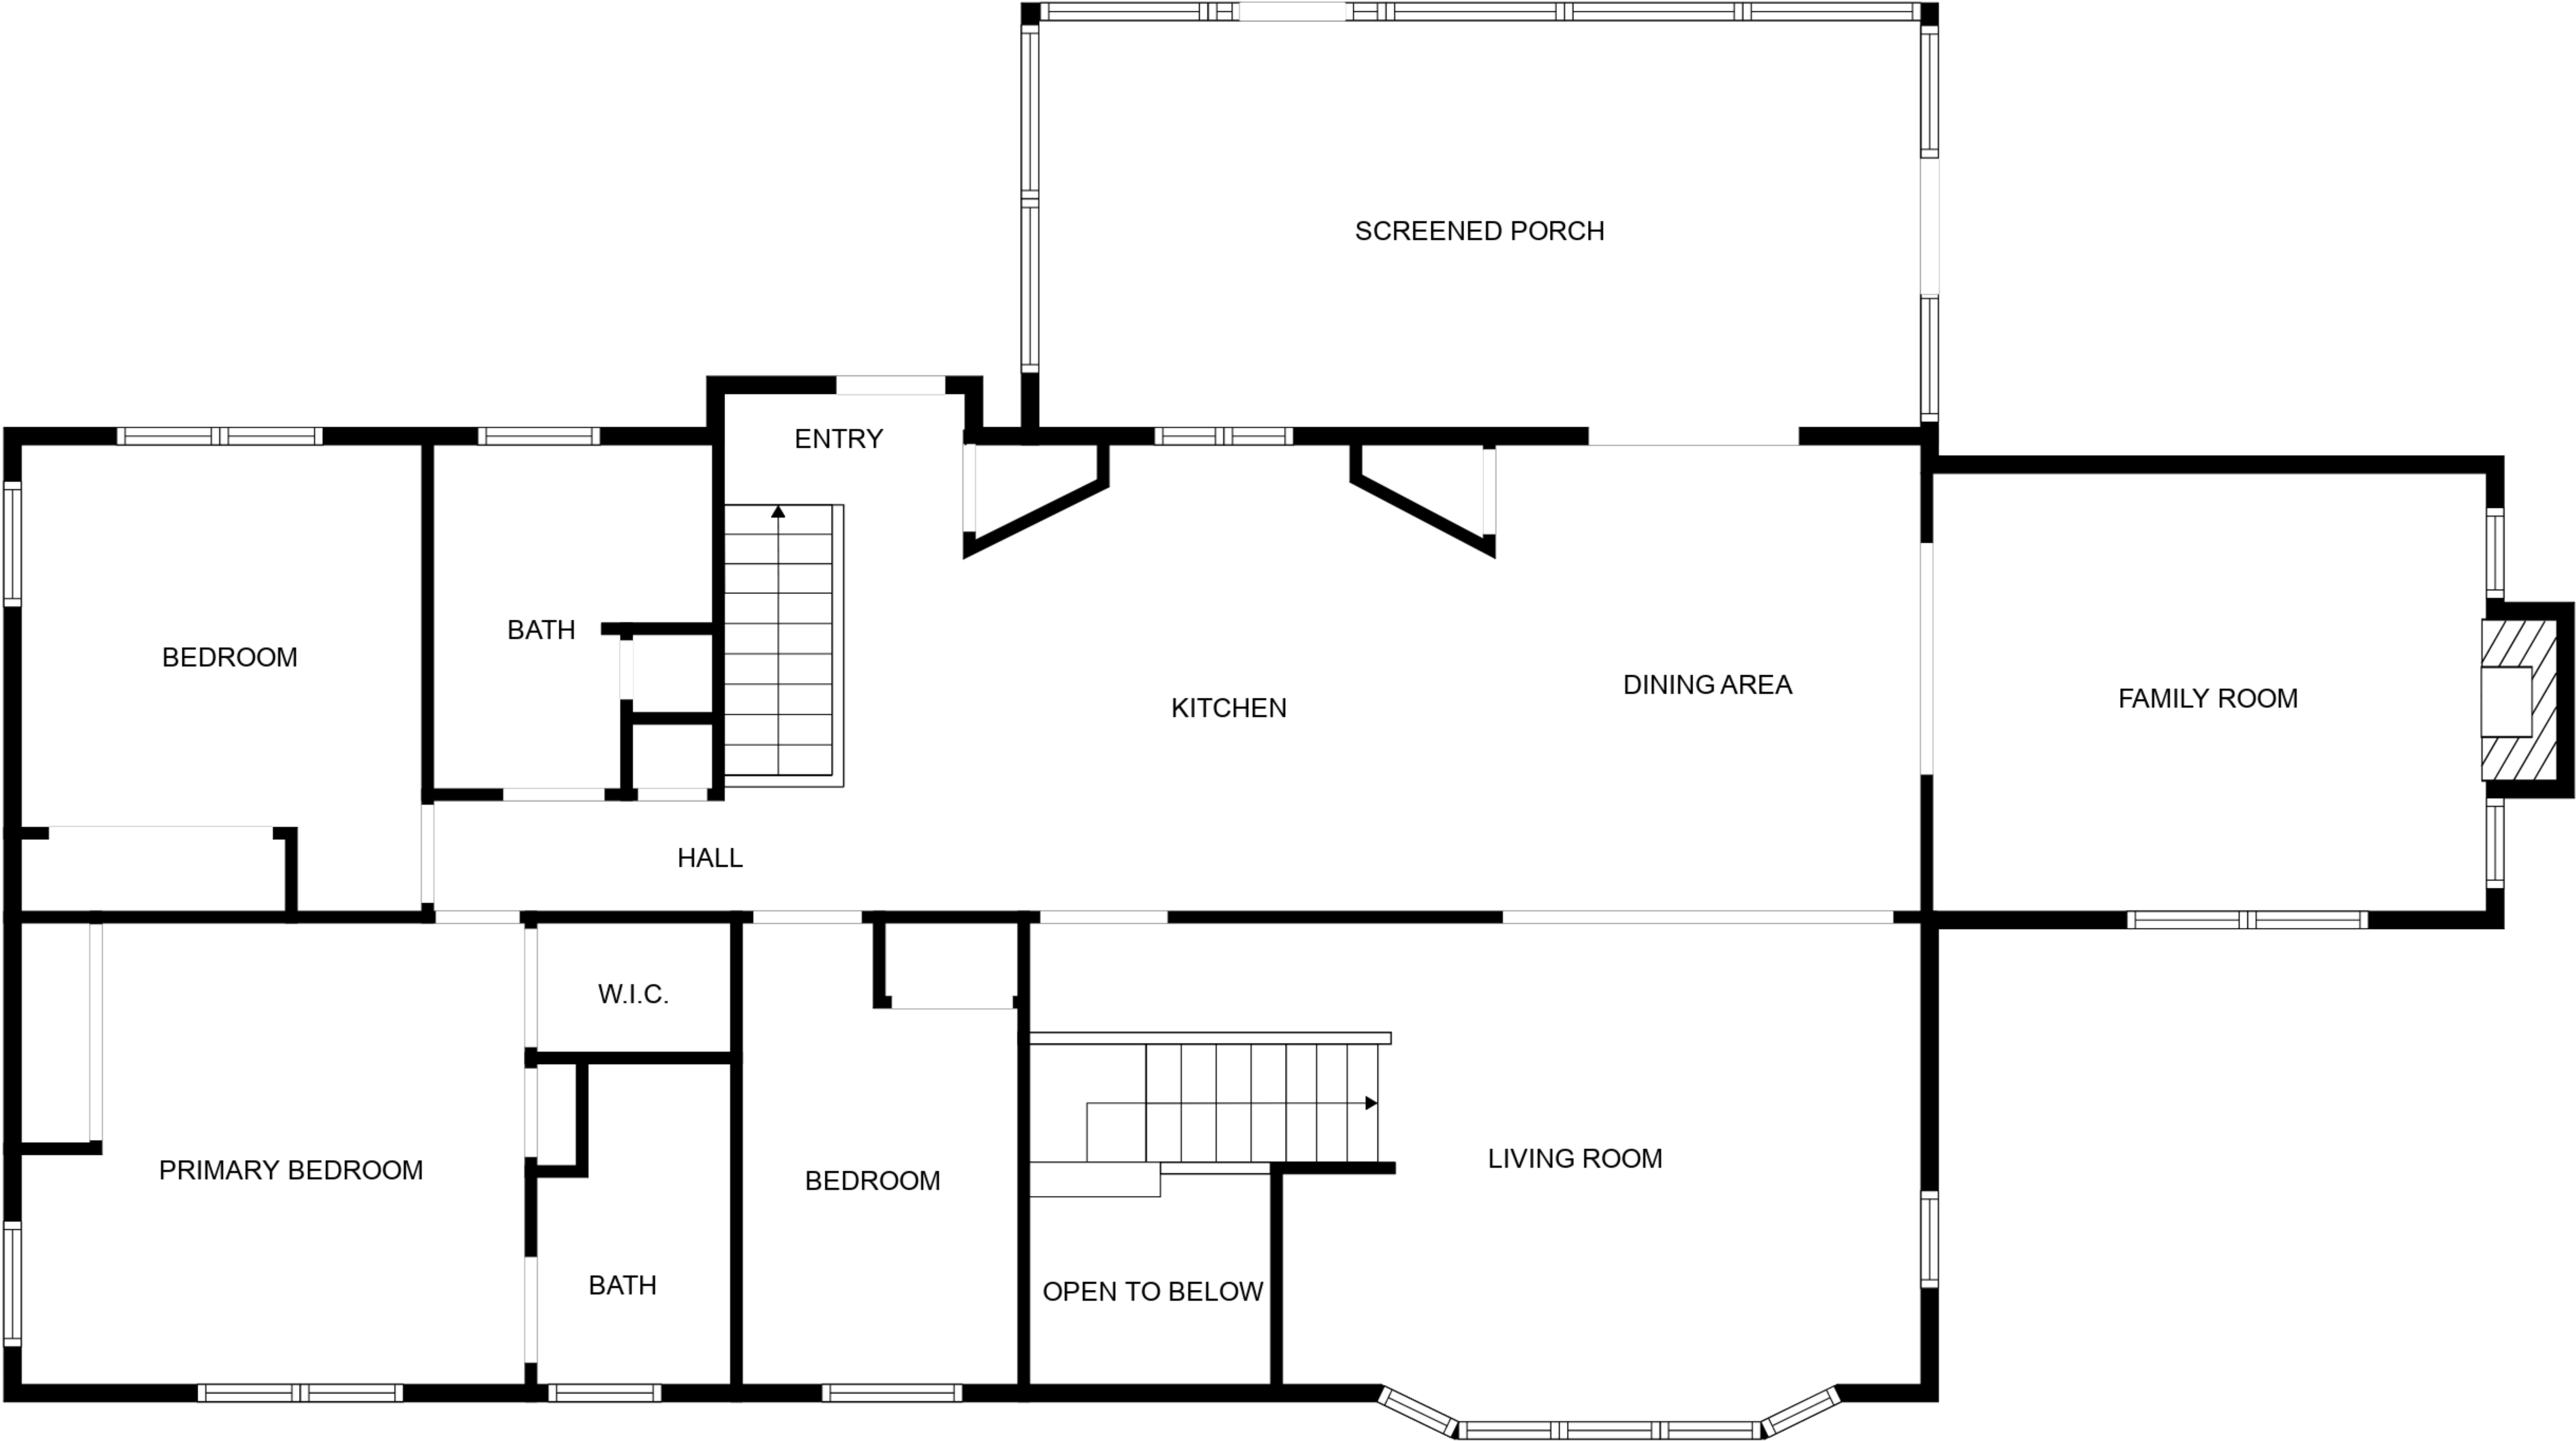 SCREENED PORCH
ENTRY
BATH
BEDROOM
DINING AREA
FAMILY ROOM
KITCHEN
HALL
W.I.C.
LIVING ROOM
PRIMARY BEDROOM
BEDROOM
BATH
OPEN TO BELOW